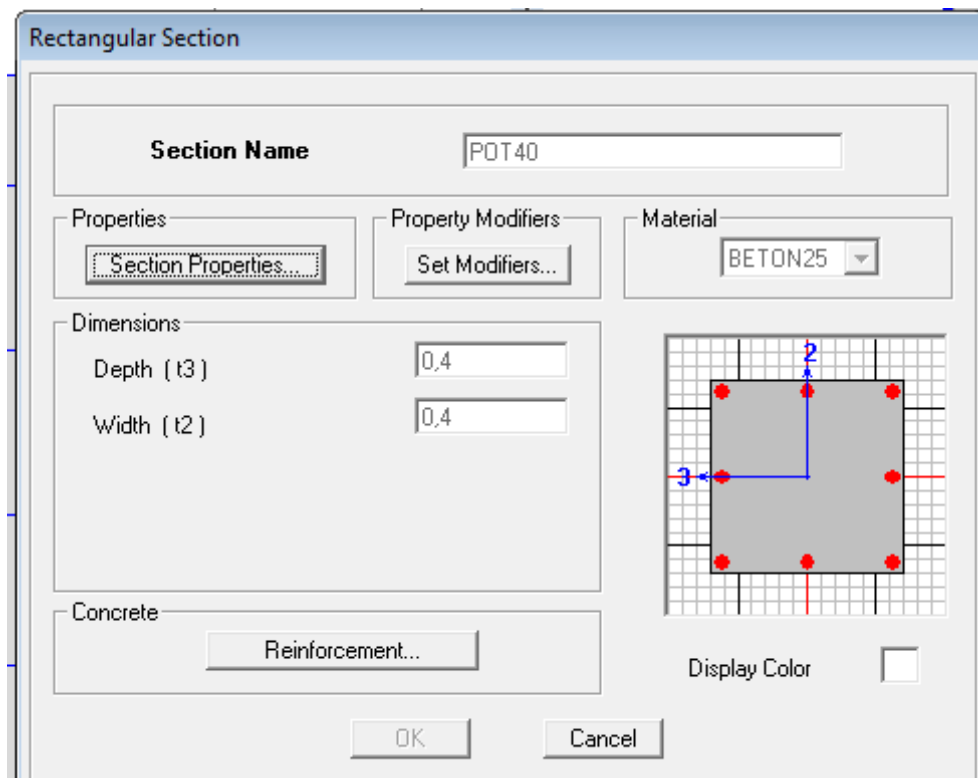 Rectangular Section
Section Name POT40
Properties Property Modifiers Material
Section Properties... Set Modifiers... BETON25
Dimensions
Depth ( t3 ) 0,4
Width ( t2 ) 0,4
2
3
Concrete
Reinforcement...
Display Color
OK Cancel